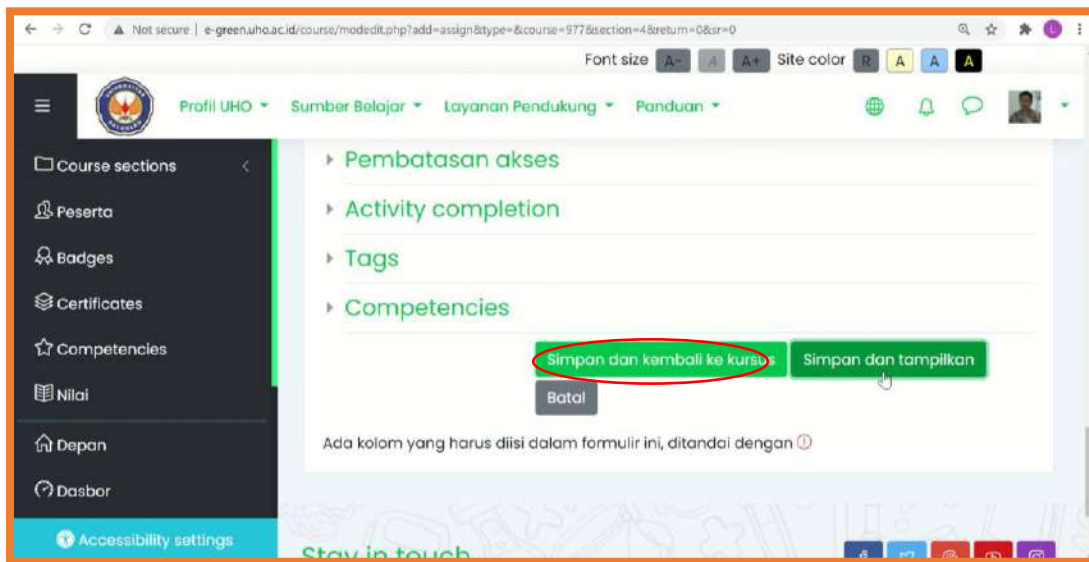 Not secure | e-green.uho.ac.id/course/modedit.php?add=assign&type=&course=977&section=4&return=0&sr=0
Font size A- A A+ Site color R A A A
Profil UHO Sumber Belajar Layanan Pendukung Panduan
Course sections
Peserta
Badges
Certificates
Competencies
Nilai
Depan
Dasbor
Accessibility settings
Pembatasan akses
Activity completion
Tags
Competencies
Simpan dan kembali ke kursus Simpan dan tampilkan
Batal
Ada kolom yang harus diisi dalam formulir ini, ditandai dengan
Stay in touch